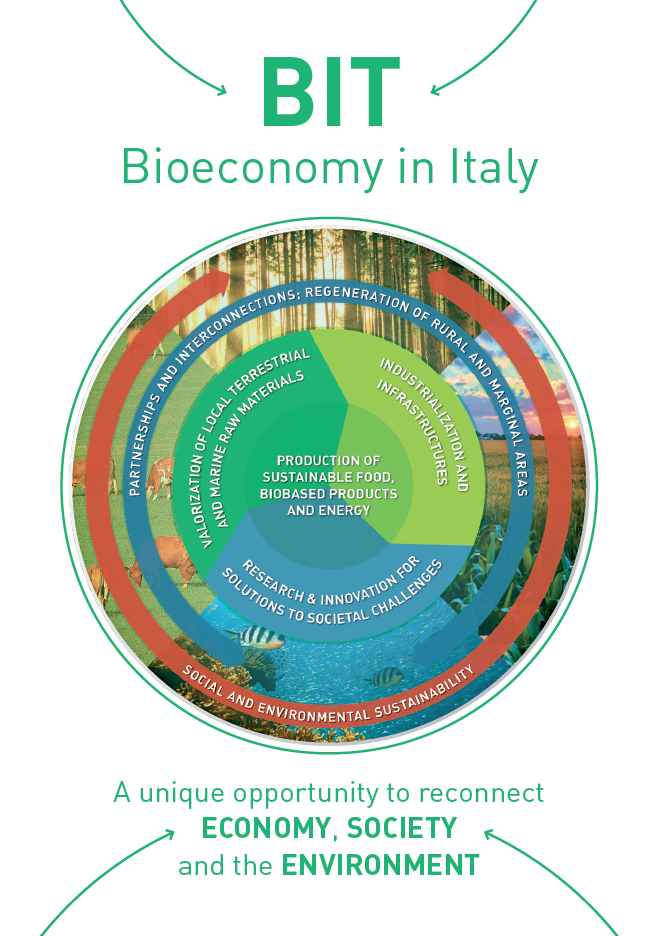 BIT
Bioeconomy in Italy
PARTNERSHIPS AND INTERCONNECTIONS; REGENERATION OF RURAL AND MARGINAL AREAS
VALORIZATION OF LOCAL TERRESTRIAL
AND MARINE RAW MATERIALS
INDUSTRIALIZATION AND
INFRASTRUCTURES
PRODUCTION OF
SUSTAINABLE FOOD,
BIOBASED PRODUCTS
AND ENERGY
RESEARCH & INNOVATION FOR
SOLUTIONS TO SOCIETAL CHALLENGES
SOCIAL AND ENVIRONMENTAL SUSTAINABILITY
A unique opportunity to reconnect
ECONOMY, SOCIETY
and the ENVIRONMENT